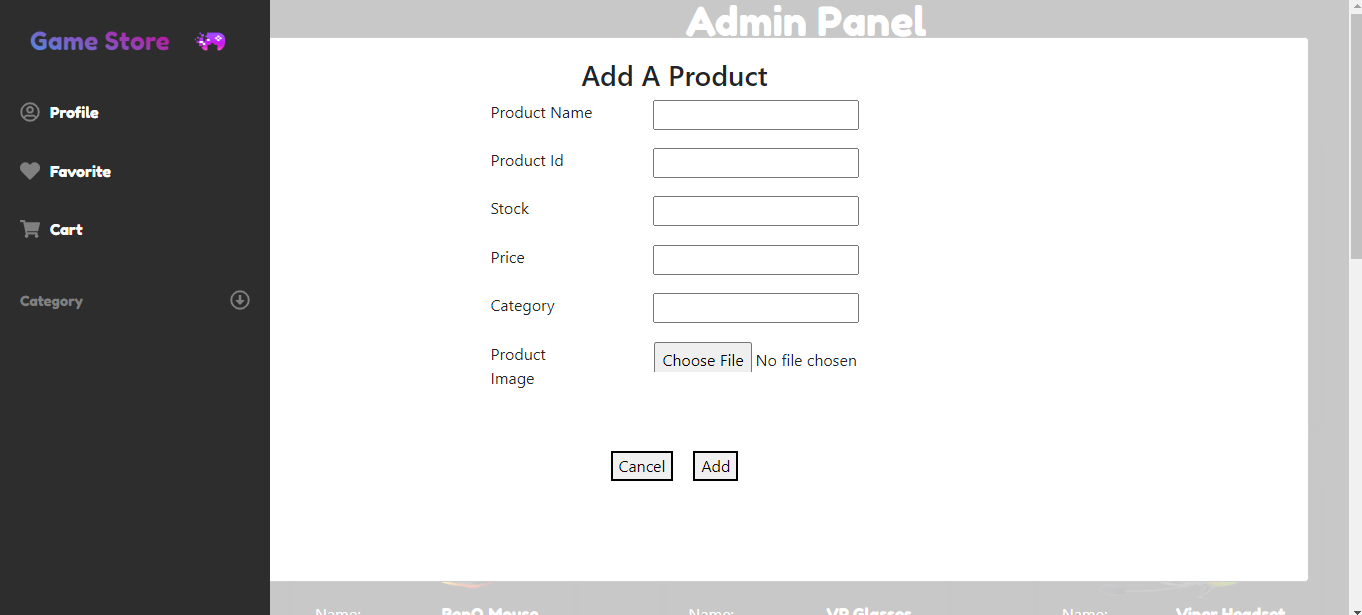 Game Store
Admin Panel
Profile
Favorite
Cart
Category
Add A Product
Product Name
Product Id
Stock
Price
Category
Product
Image
Choose File No file chosen
Cancel Add
Name: BenQ Mouse Name: VR Glasses Name: Viper Headset